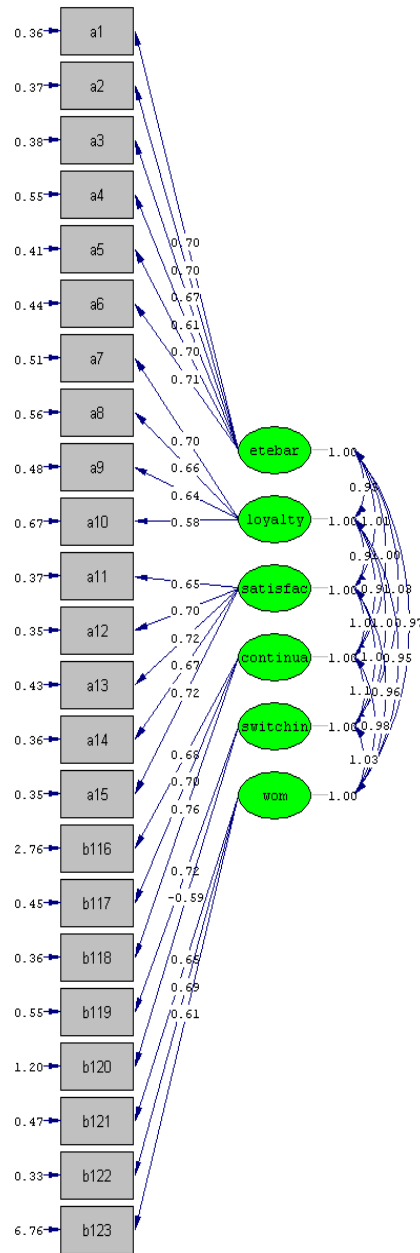 0.36 a1
0.37 a2
0.38 a3
0.55 a4
0.41 a5
0.44 a6
0.51 a7
0.56 a8
0.48 a9
0.67 a10
0.37 a11
0.35 a12
0.43 a13
0.36 a14
0.35 a15
2.76 b116
0.45 b117
0.36 b118
0.55 b119
1.20 b120
0.47 b121
0.33 b122
6.76 b123
0.70
0.70
0.67
0.61
0.70
0.71
0.70
0.66
0.64
0.58
0.65
0.70
0.72
0.67
0.72
0.68
0.70
0.76
0.72
-0.59
0.65
0.69
0.61
etebar 1.00
loyalty 1.00
satisfac 1.00
continua 1.00
switchin 1.00
wom 1.00
0.93
1.01
0.97
0.95
0.96
0.98
1.03